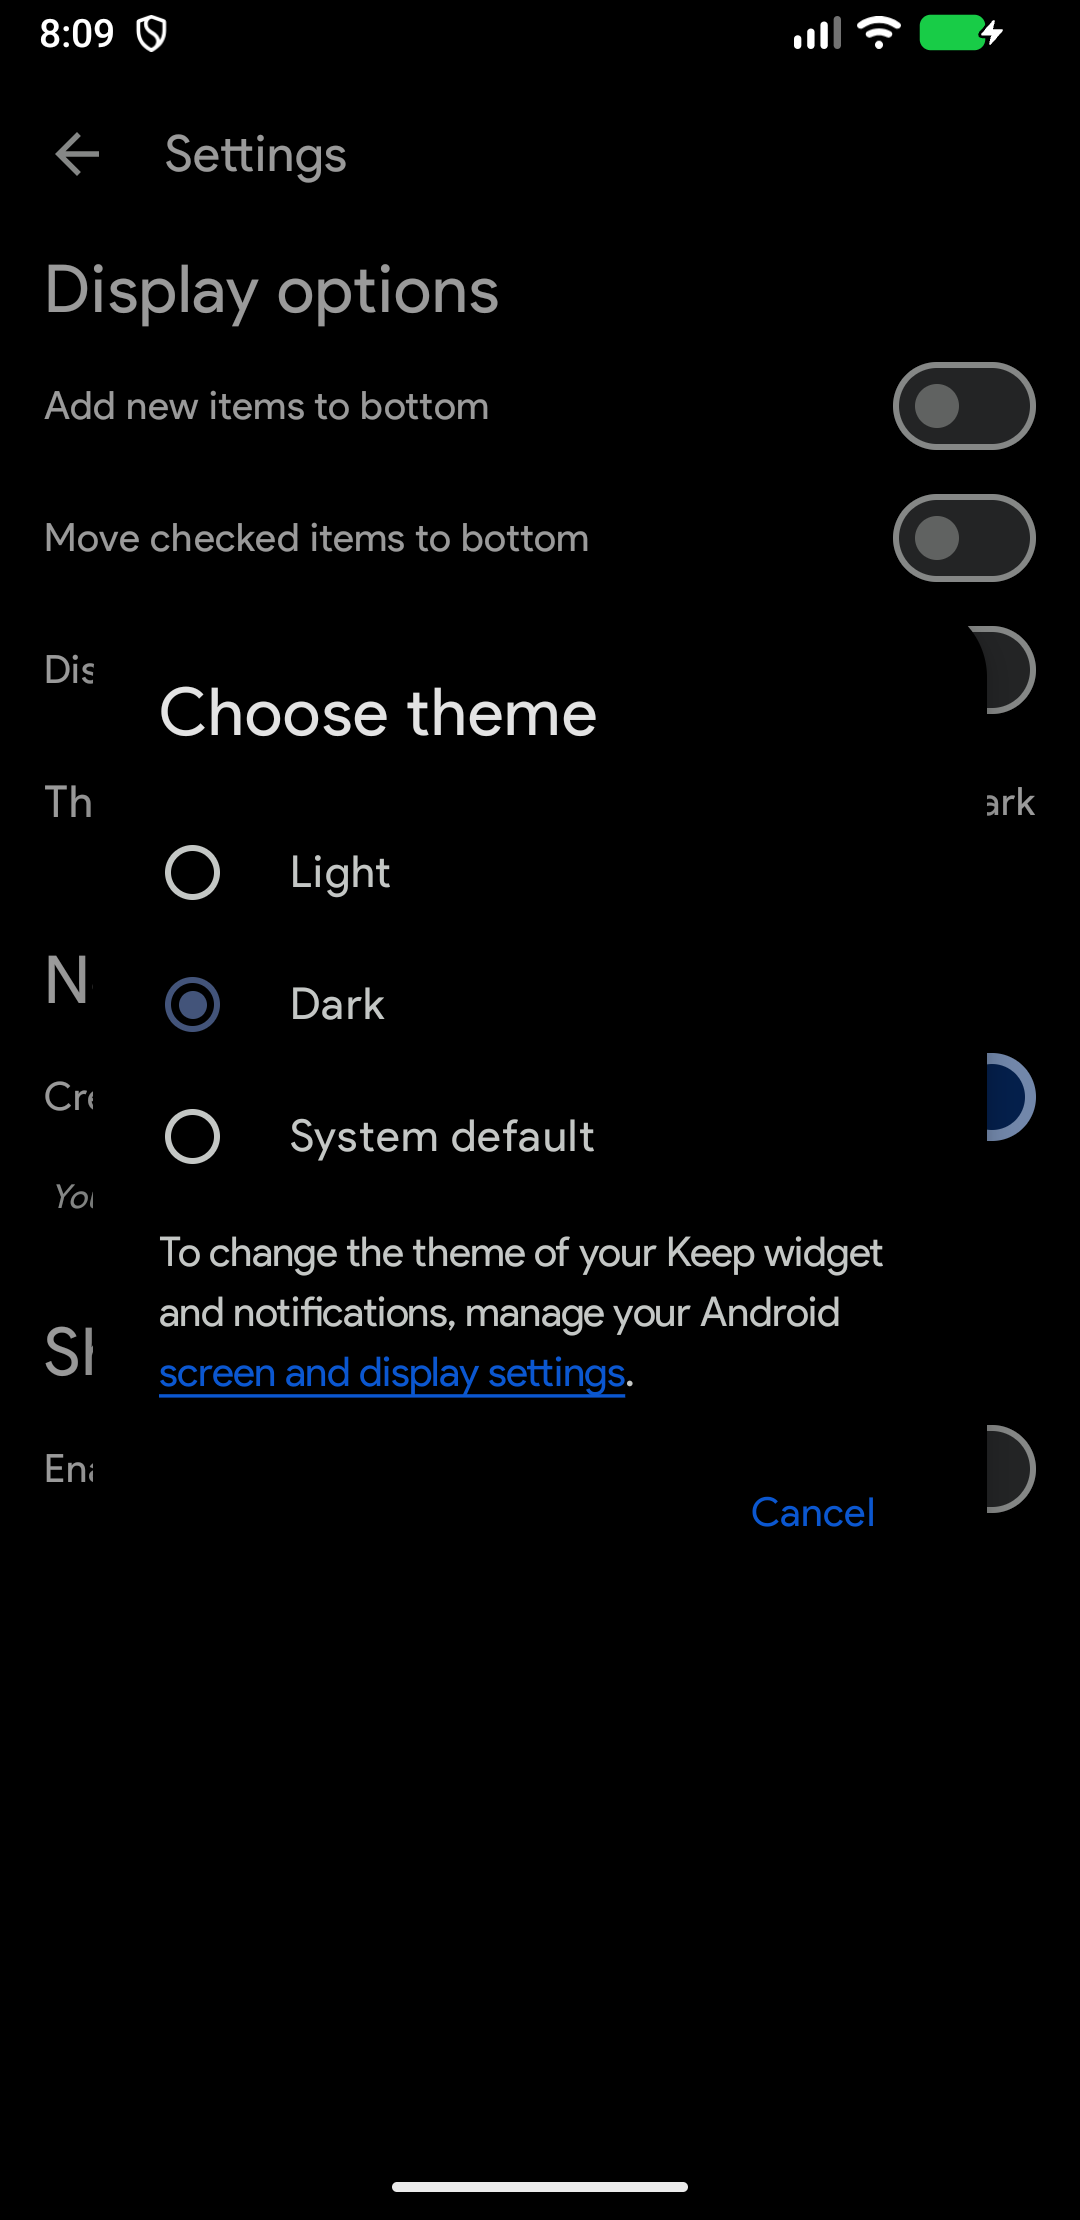 8:09
Settings
Display options
Add new items to bottom
Move checked items to bottom
Choose theme
Light
Dark
System default
To change the theme of your Keep widget
and notifications, manage your Android
screen and display settings.
Cancel